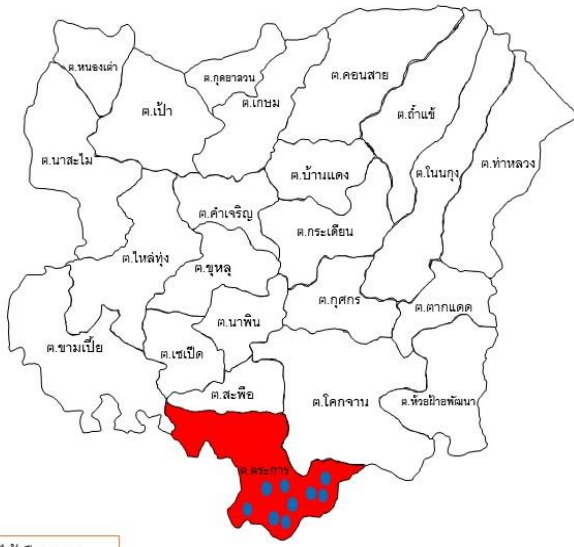 ต.หนองเต่า
ต.กุดยาลวน
ต.คอนสาย
ต.เป้า
ต.เกษม
ต.ถ้ำแข้
ต.นาสะไม
ต.บ้านแดง
ต.โนนกุง
ต.ท่าหลวง
ต.คำเจริญ
ต.กระเดียน
ต.ไหล่ทุ่ง
ต.ขุหลุ
ต.กุศกร
ต.ตากแดด
ต.นาพิน
ต.ขามเปี้ย
ต.เซเป็ด
ต.สะพือ
ต.โคกจาน
ต.ห้วยฝ้ายพัฒนา
ต.ตระการ